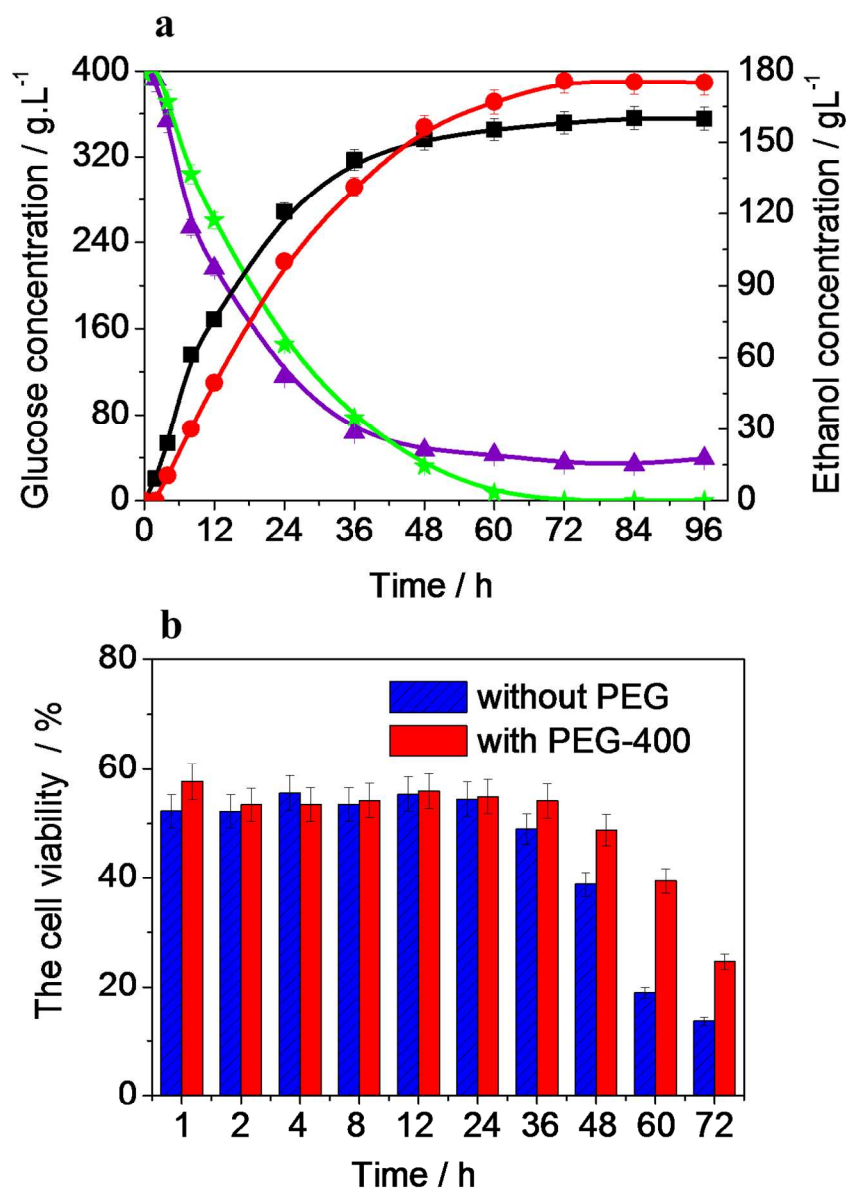 a
Glucose concentration / g.L-1
400
320
240
160
80
0
180
150
120
90
60
30
0
Ethanol concentration / gL-1
0 12 24 36 48 60 72 84 96
Time / h
b
The cell viability / %
80
60
40
20
0
without PEG
with PEG-400
1 2 4 8 12 24 36 48 60 72
Time / h